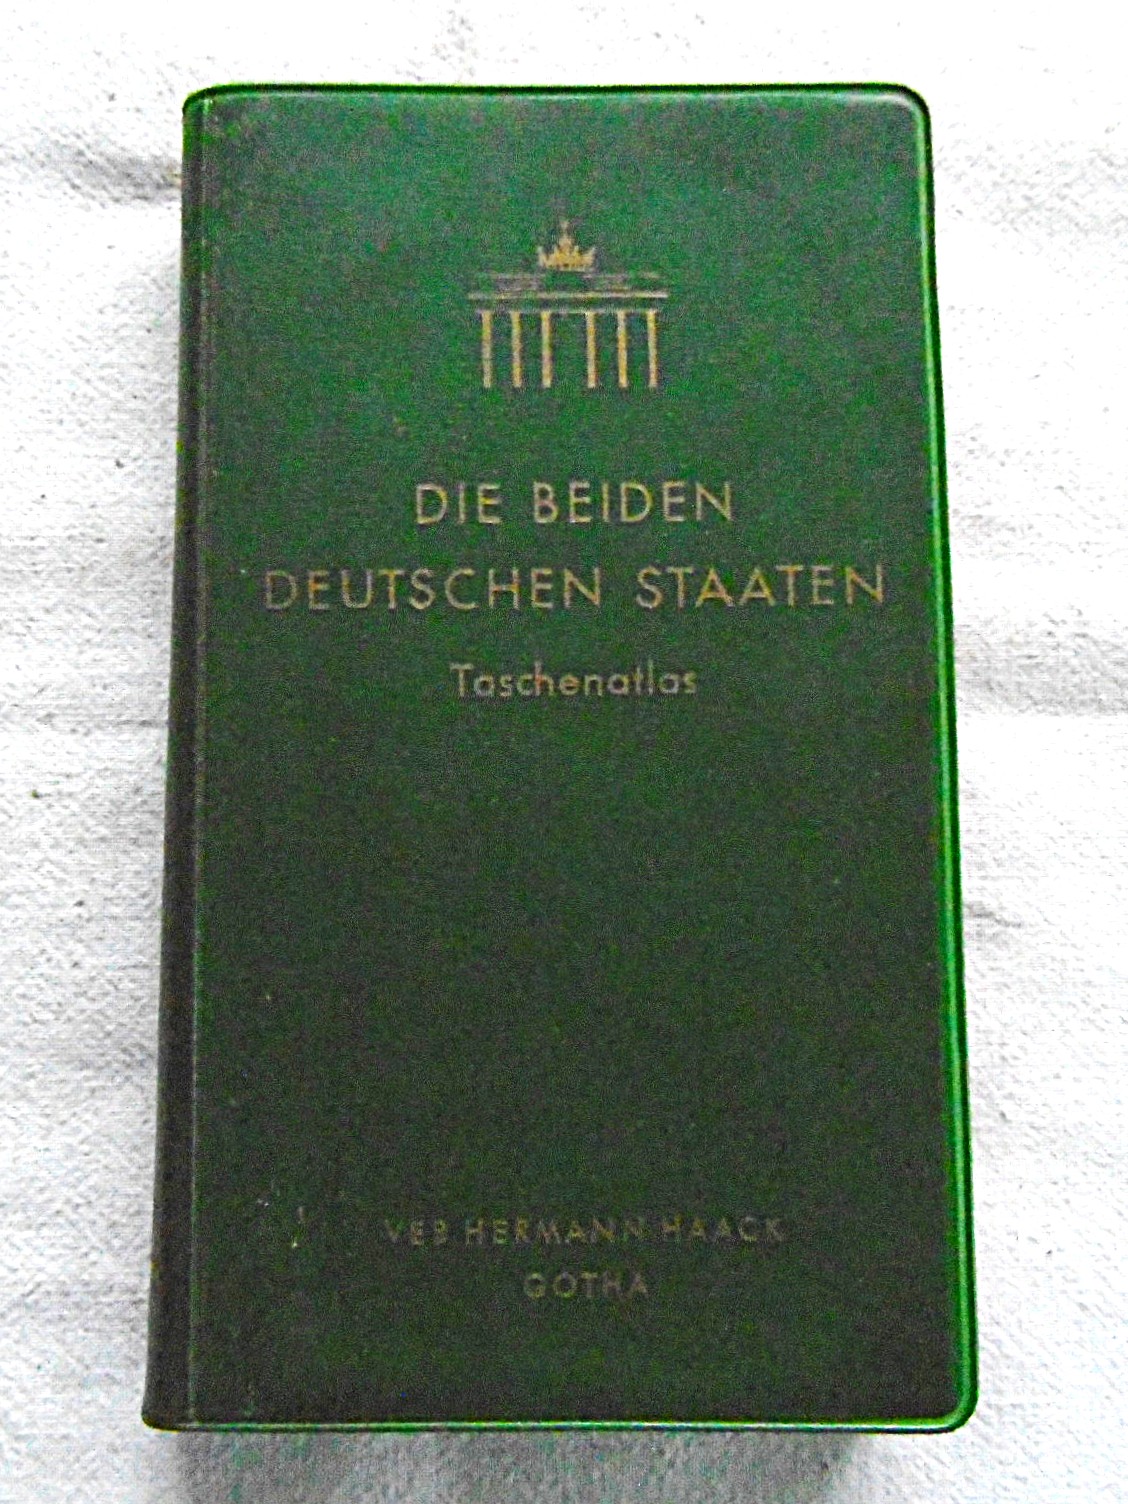 DIE BEIDEN
DEUTSCHEN STAATEN
Taschenatlas
VEB HERMANN HAACK
GOTHA